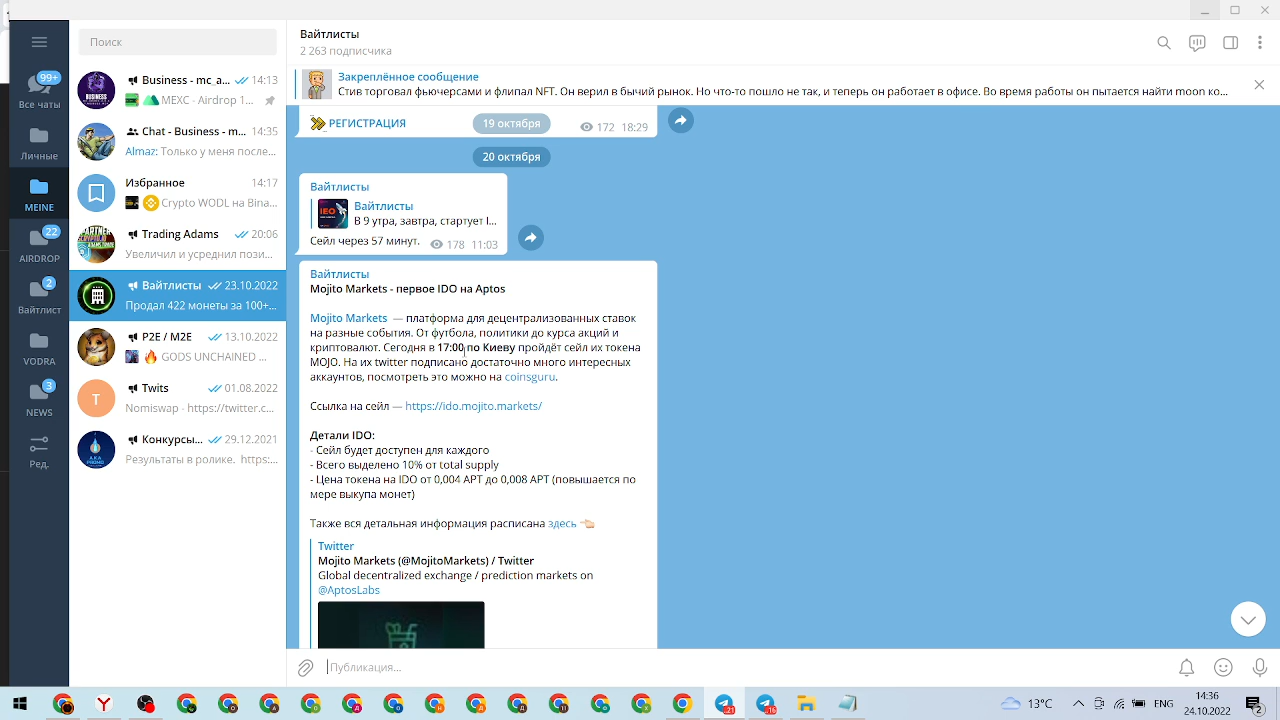 Поиск
99+
Все чаты
Личные
MEINE
22
AIRDROP
2
Вайтлист
VODRA
3
NEWS
Ред.
Business - mc_a... 14:13
MEXC - Airdrop 1...
Chat - Business - m... 14:35
Almaz: Только у меня после...
Избранное 14:17
Crypto WODL на Bina...
Trading Adams 20:06
Увеличил и усреднил пози...
Вайтлисты 23.10.2022
Продал 422 монеты за 100+...
P2E / M2E 13.10.2022
GODS UNCHAINED ...
T
Twits 01.08.2022
Nomiswap - https://twitter.c...
Конкурсы... 29.12.2021
Результаты в ролике. https:...
Вайтлисты
2 263 подписчика
Закреплённое сообщение
Стив торговал фьючерсами и флипал NFT. Он верил в бычий рынок. Но что-то пошло не так, и теперь он работает в офисе. Во время работы он пытается найти moon ко...
РЕГИСТРАЦИЯ 172 18:29
19 октября
20 октября
Вайтлисты
IEO
Вайтлисты
В 9 утра, завтра, стартует I...
Сейл через 57 минут. 178 11:03
Вайтлисты
Mojito Markets - первое IDO на Aptos
Mojito Markets — платформа для децентрализованных ставок
на разные события. От футбола, политики до курса акций и
криптовалют. Сегодня в 17:00 по Киеву пройдёт сейл их токена
MOJO. На их twitter подписано достаточно много интересных
аккаунтов, посмотреть это можно на coinsguru.
Ссылка на сейл — https://ido.mojito.markets/
Детали IDO:
- Сейл будет доступен для каждого
- Всего выделено 10% от total supply
- Цена токена на IDO от 0,004 APT до 0,008 APT (повышается по
мере выкупа монет)
Также вся детальная информация расписана здесь
Twitter
Mojito Markets (@MojitoMarkets) / Twitter
Global decentralized exchange / prediction markets on
@AptosLabs
Публикация...
13°C
ENG
14:36
24.10.2022
2